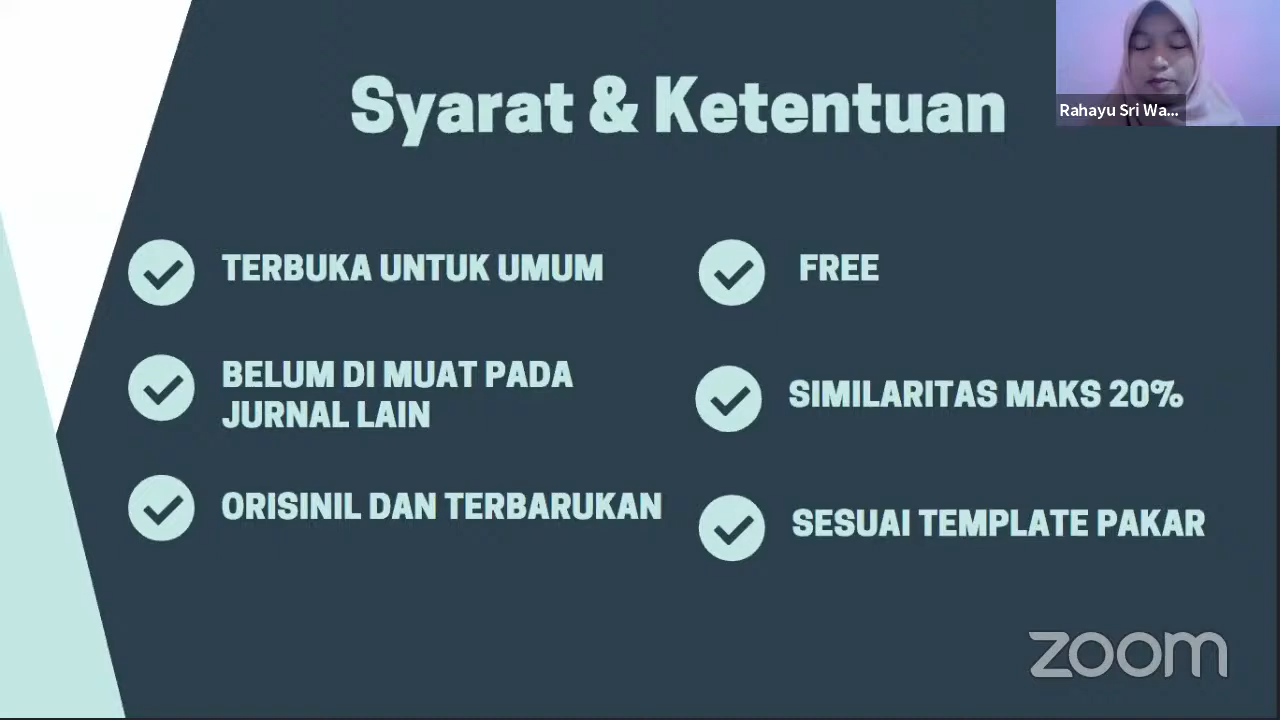 Syarat & Ketentuan
Rahayu Sri Wa...
TERBUKA UNTUK UMUM
BELUM DI MUAT PADA
JURNAL LAIN
ORISINIL DAN TERBARUKAN
FREE
SIMILARITAS MAKS 20%
SESUAI TEMPLATE PAKAR
zoom